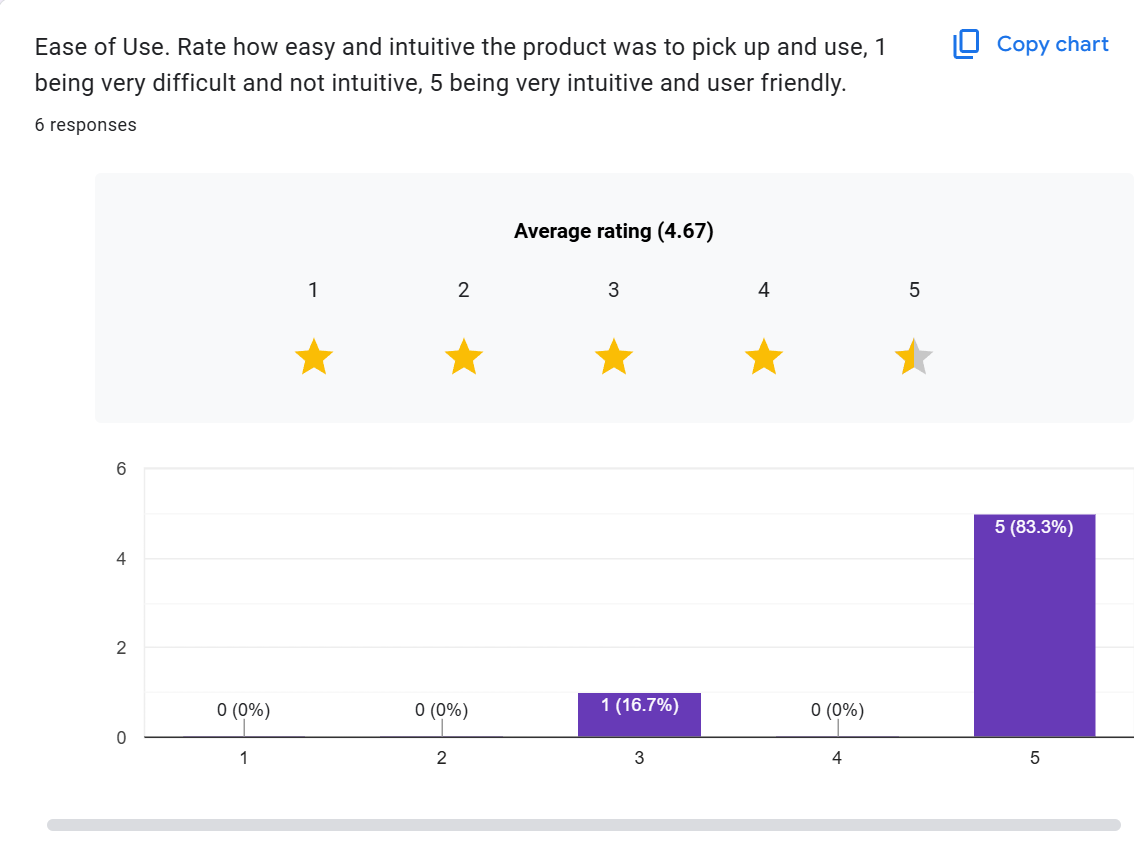 Ease of Use. Rate how easy and intuitive the product was to pick up and use, 1
being very difficult and not intuitive, 5 being very intuitive and user friendly.
Copy chart
6 responses
Average rating (4.67)
1 2 3 4 5
6
4
2
0
0 (0%) 0 (0%) 1 (16.7%) 0 (0%) 5 (83.3%)
1 2 3 4 5